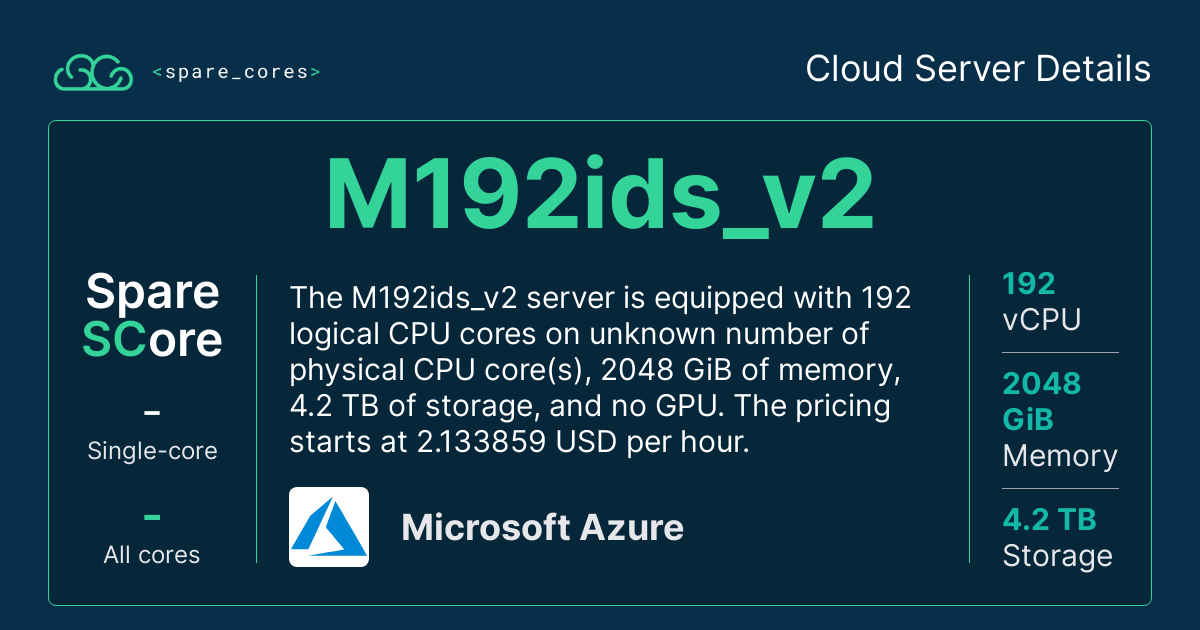 <spare_cores>
Cloud Server Details
M192ids_v2
Spare
SCore
-
Single-core
-
All cores
The M192ids_v2 server is equipped with 192
logical CPU cores on unknown number of
physical CPU core(s), 2048 GiB of memory,
4.2 TB of storage, and no GPU. The pricing
starts at 2.133859 USD per hour.
Microsoft Azure
192
vCPU
2048
GiB
Memory
4.2 TB
Storage